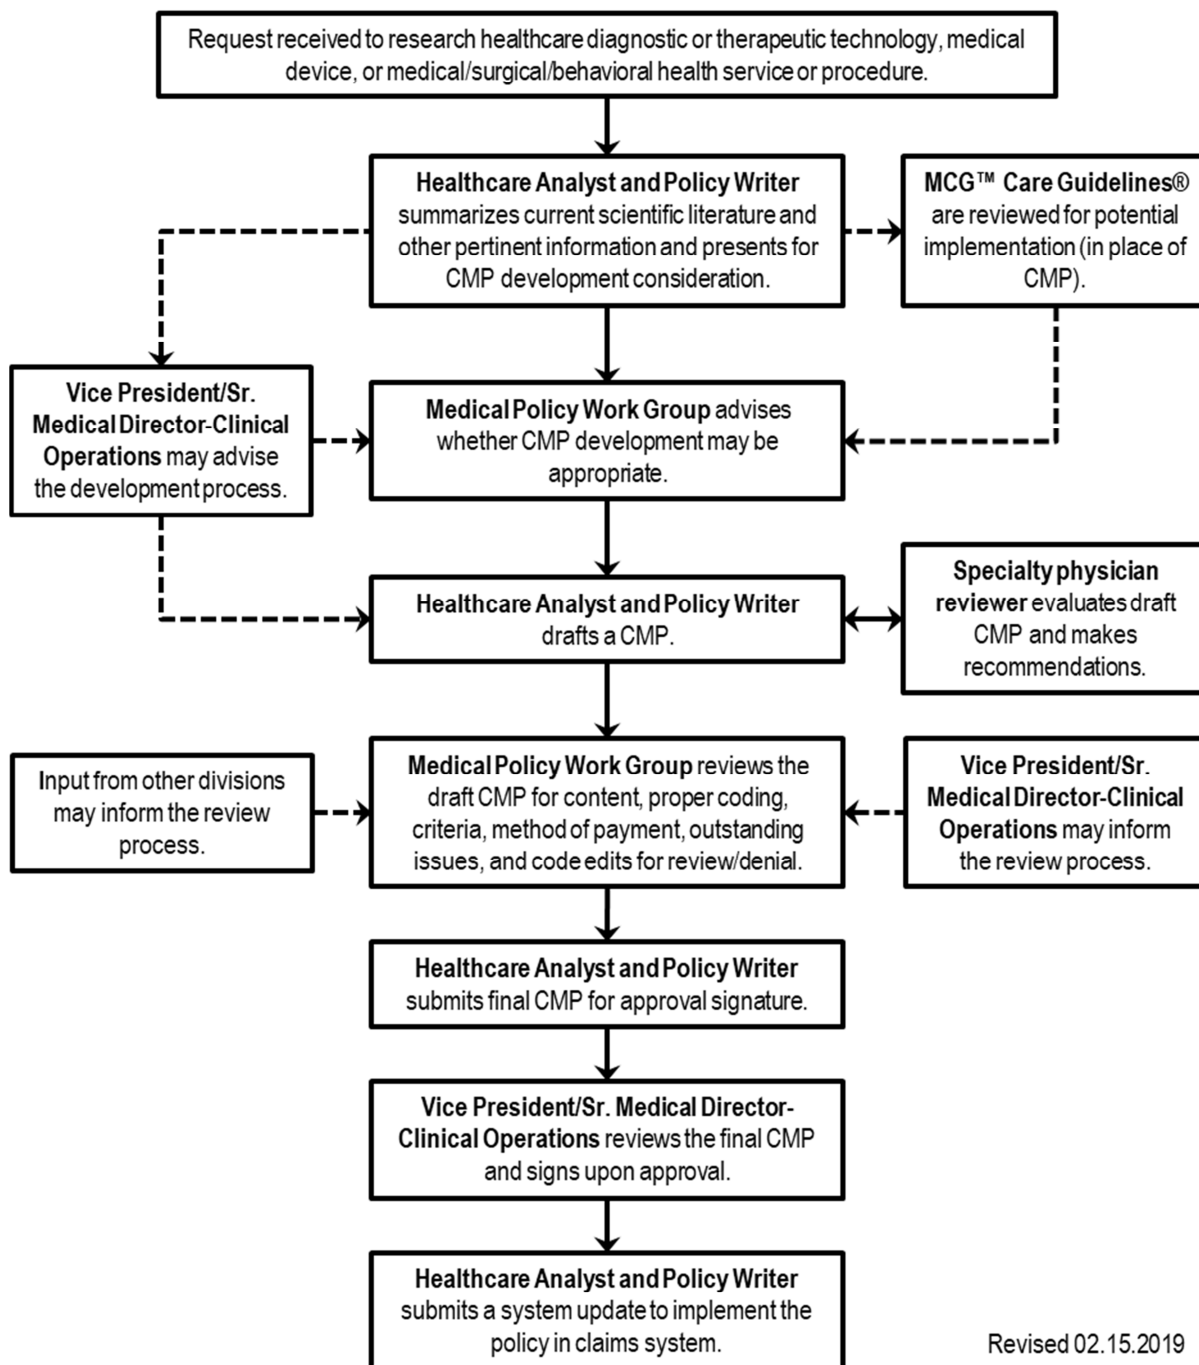 Request received to research healthcare diagnostic or therapeutic technology, medical
device, or medical/surgical/behavioral health service or procedure.
Healthcare Analyst and Policy Writer
summarizes current scientific literature and
other pertinent information and presents for
CMP development consideration.
MCG™ Care Guidelines®
are reviewed for potential
implementation (in place of
CMP).
Vice President/Sr.
Medical Director-Clinical
Operations may advise
the development process.
Medical Policy Work Group advises
whether CMP development may be
appropriate.
Healthcare Analyst and Policy Writer
drafts a CMP.
Specialty physician
reviewer evaluates draft
CMP and makes
recommendations.
Input from other divisions
may inform the review
process.
Medical Policy Work Group reviews the
draft CMP for content, proper coding,
criteria, method of payment, outstanding
issues, and code edits for review/denial.
Vice President/Sr.
Medical Director-Clinical
Operations may inform
the review process.
Healthcare Analyst and Policy Writer
submits final CMP for approval signature.
Vice President/Sr. Medical Director-
Clinical Operations reviews the final CMP
and signs upon approval.
Healthcare Analyst and Policy Writer
submits a system update to implement the
policy in claims system.
Revised 02.15.2019